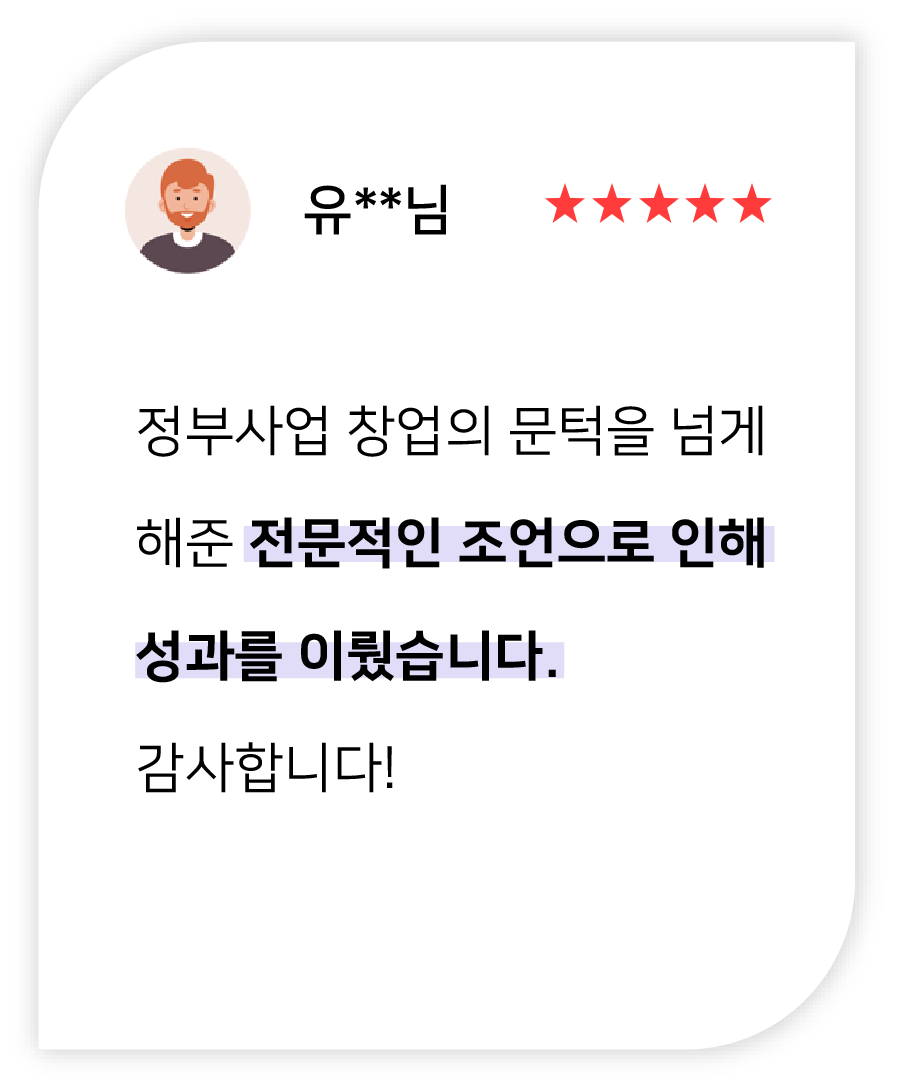 유**님 ★★★★★
정부사업 창업의 문턱을 넘게
해준 전문적인 조언으로 인해
성과를 이뤘습니다.
감사합니다!